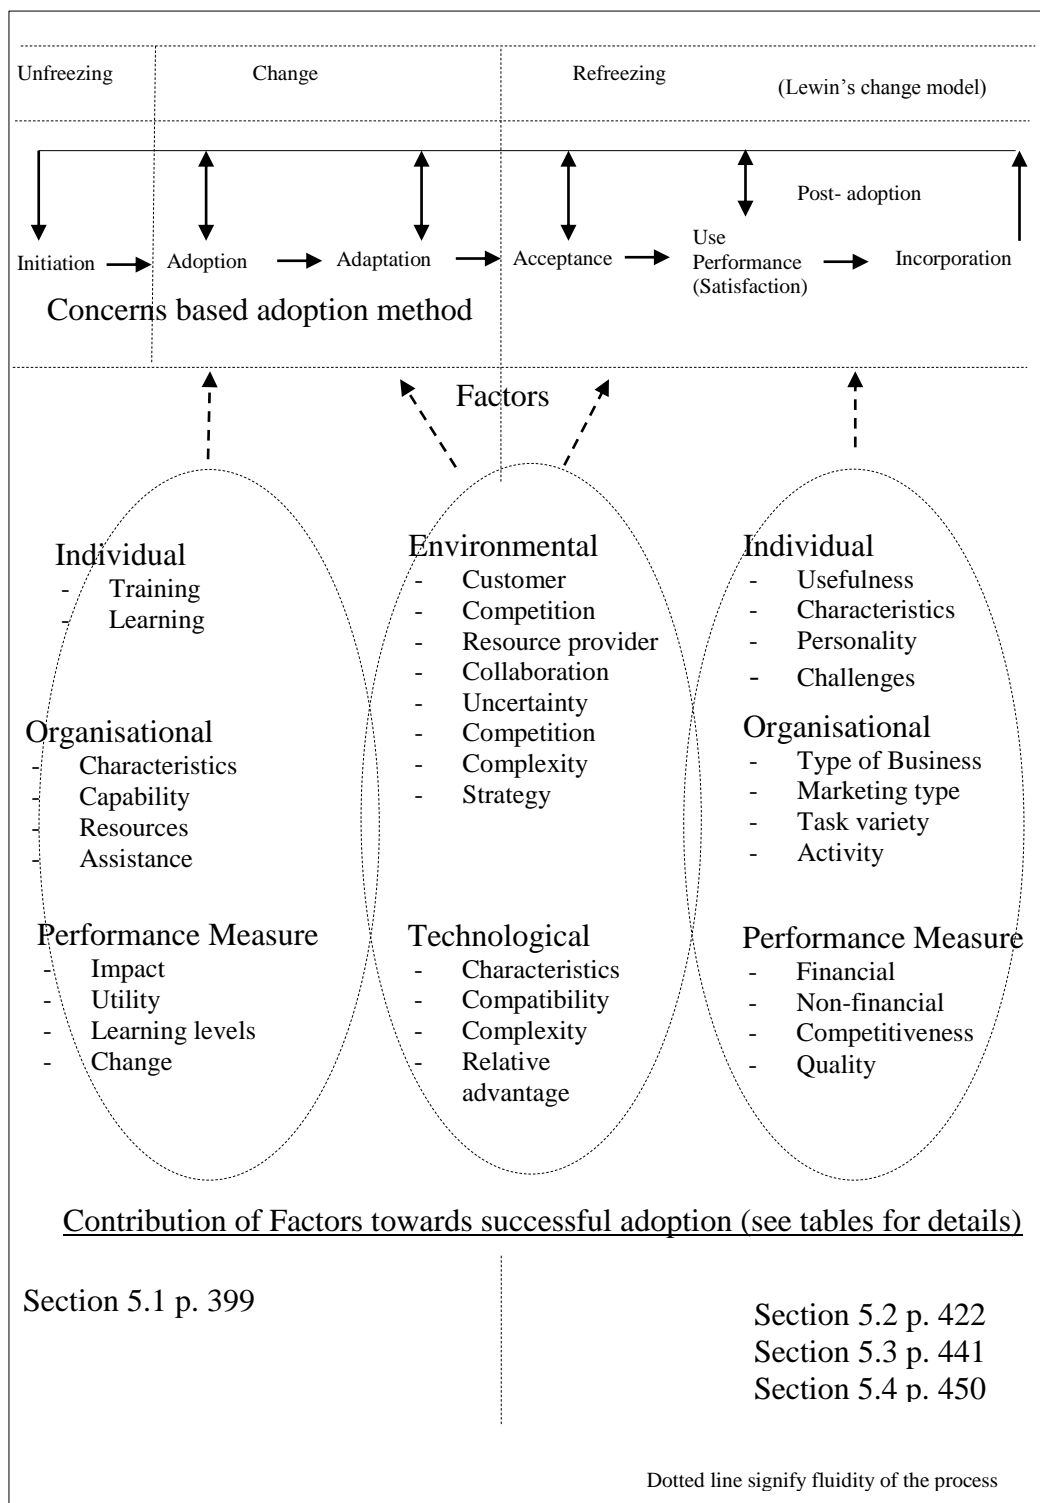 Unfreezing
Change
Refreezing
(Lewin's change model)
Post- adoption
Initiation
Adoption
Adaptation
Acceptance
Use
Performance
(Satisfaction)
Incorporation
Concerns based adoption method
Factors
Individual
- Training
- Learning
Organisational
- Characteristics
- Capability
- Resources
- Assistance
Performance Measure
- Impact
- Utility
- Learning levels
- Change
Environmental
- Customer
- Competition
- Resource provider
- Collaboration
- Uncertainty
- Competition
- Complexity
- Strategy
Technological
- Characteristics
- Compatibility
- Complexity
- Relative
advantage
Individual
- Usefulness
- Characteristics
- Personality
- Challenges
Organisational
- Type of Business
- Marketing type
- Task variety
- Activity
Performance Measure
- Financial
- Non-financial
- Competitiveness
- Quality
Contribution of Factors towards successful adoption (see tables for details)
Section 5.1 p. 399
Section 5.2 p. 422
Section 5.3 p. 441
Section 5.4 p. 450
Dotted line signify fluidity of the process